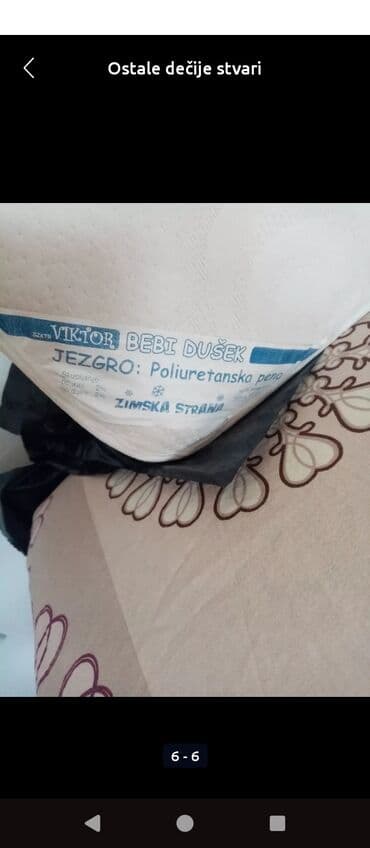 Ostale dečije stvari
VIKTOR BEBI DUŠEK
JEZGRO: Poliuretanska pena
ZIMSKA STRANA
6 - 6